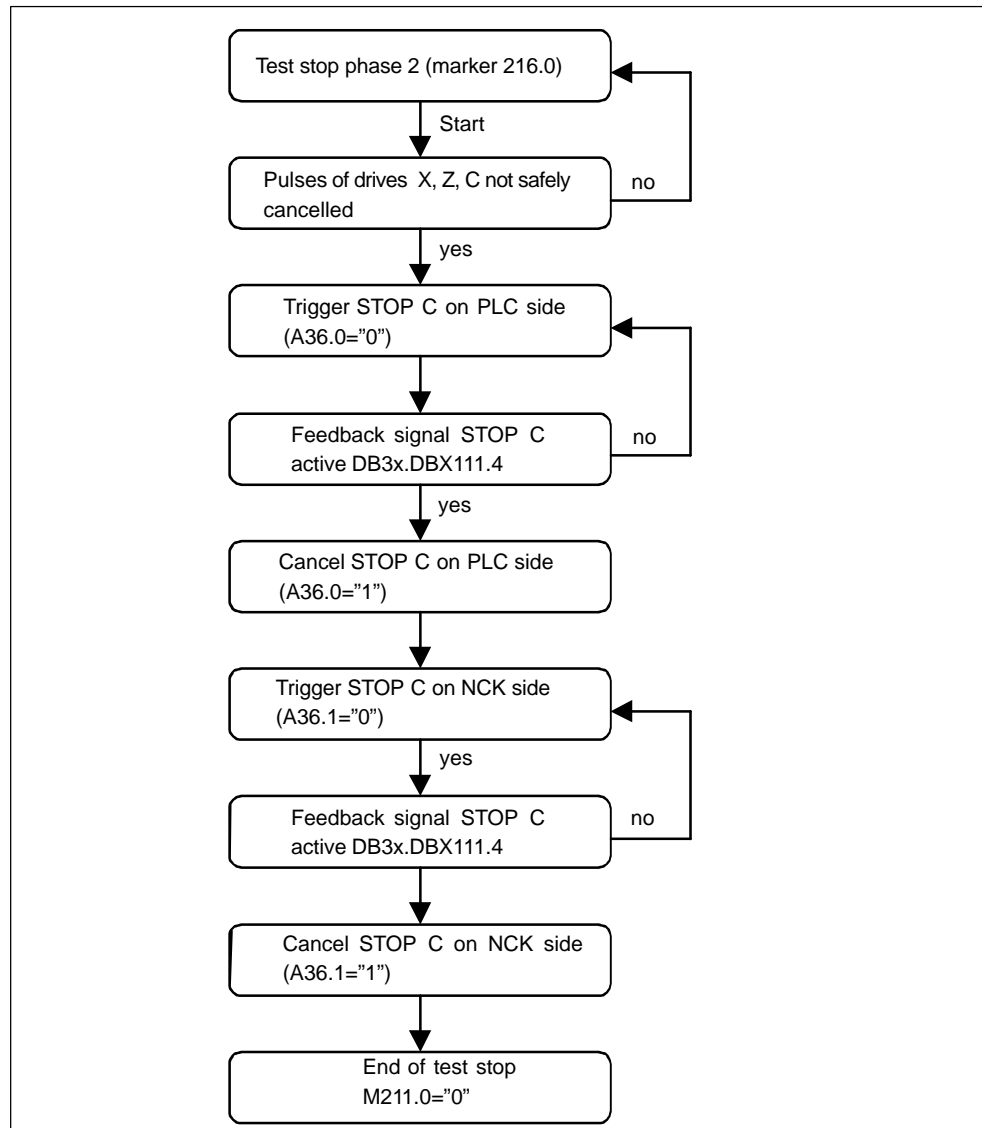 Test stop phase 2 (marker 216.0)
Start
Pulses of drives X, Z, C not safely
cancelled
no
yes
Trigger STOP C on PLC side
(A36.0=”0”)
Feedback signal STOP C
active DB3x.DBX111.4
no
yes
Cancel STOP C on PLC side
(A36.0=”1”)
Trigger STOP C on NCK side
(A36.1=”0”)
yes
Feedback signal STOP C
active DB3x.DBX111.4
no
Cancel STOP C on NCK side
(A36.1=”1”)
End of test stop
M211.0=”0”